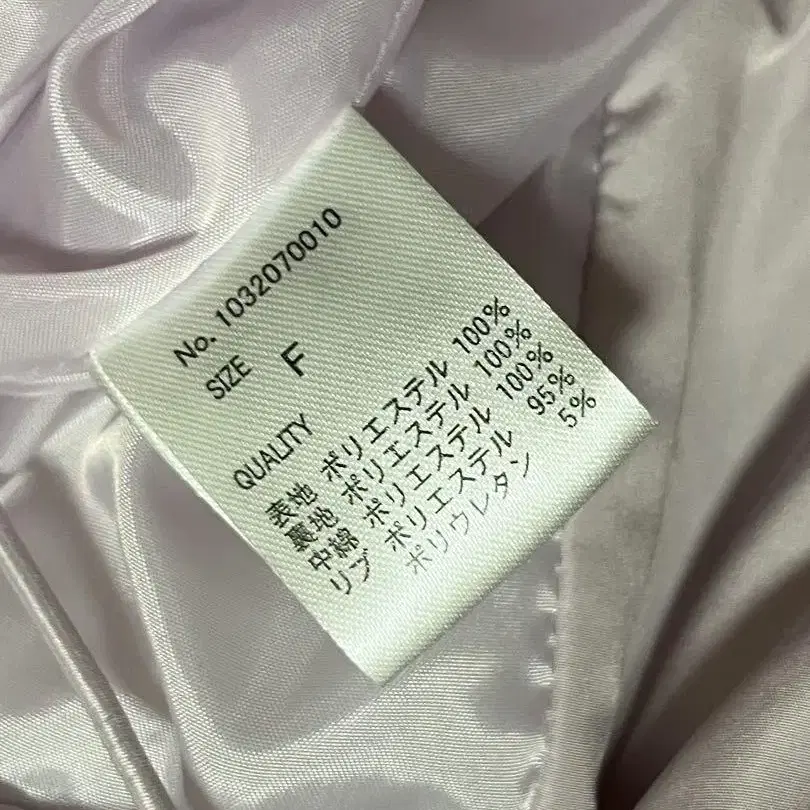 No. 1032070010
SIZE F
QUALITY
表地 ポリエステル 100%
裏地 ポリエステル 100%
中綿 ポリエステル 100%
リブ ポリエステル 95%
ポリウレタン 5%